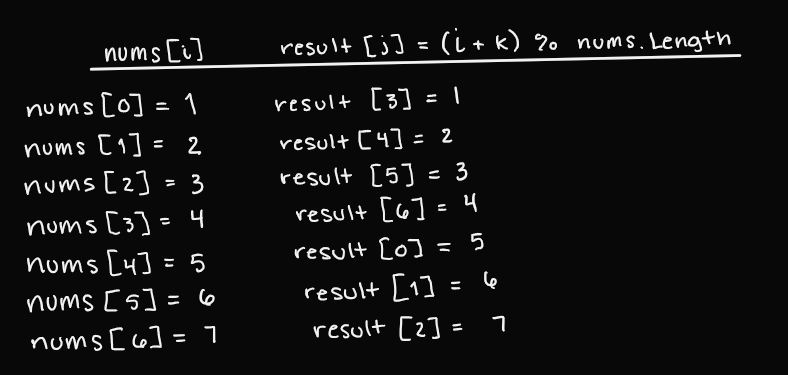 nums[i] result [j] = (i + k) % nums.Length
nums[0] = 1 result [3] = 1
nums [1] = 2 result [4] = 2
nums[2] = 3 result [5] = 3
nums[3] = 4 result [6] = 4
nums[4] = 5 result [0] = 5
nums[5] = 6 result [1] = 6
nums[6] = 7 result [2] = 7